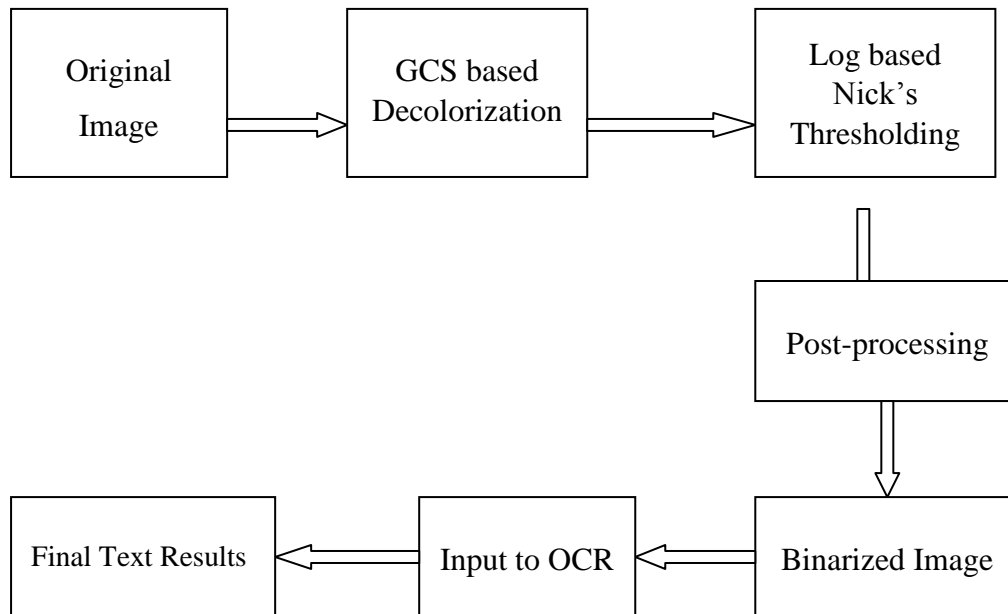 Original
Image
GCS based
Decolorization
Log based
Nick's
Thresholding
Post-processing
Binarized Image
Input to OCR
Final Text Results